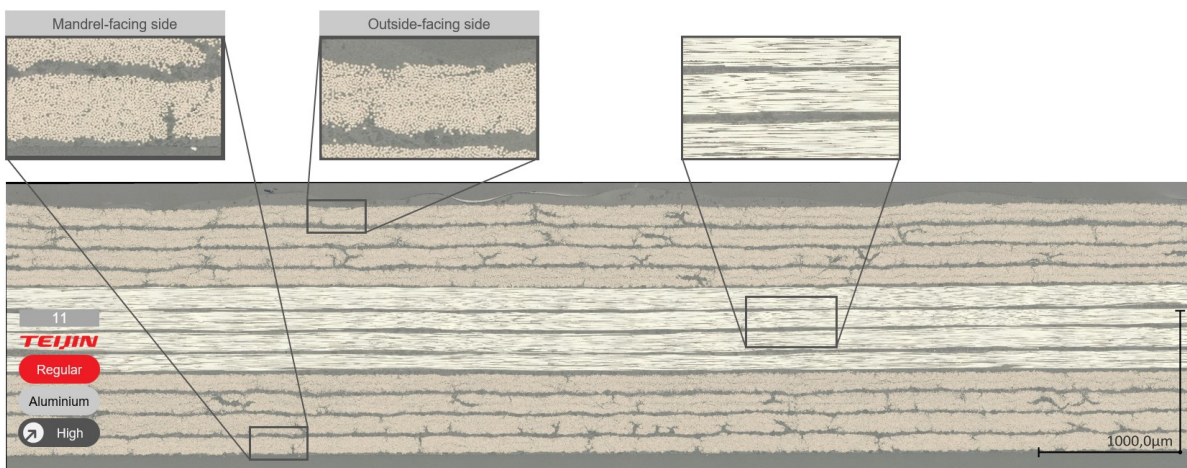 Mandrel-facing side
Outside-facing side
11
TEIJIN
Regular
Aluminium
High
1000,0µm